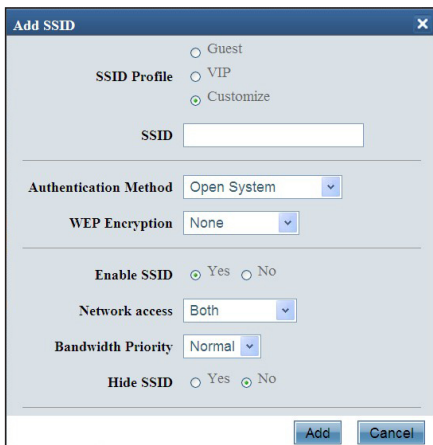 Add SSID
Guest
SSID Profile VIP
Customize
SSID
Authentication Method Open System
WEP Encryption None
Enable SSID Yes No
Network access Both
Bandwidth Priority Normal
Hide SSID Yes No
Add Cancel